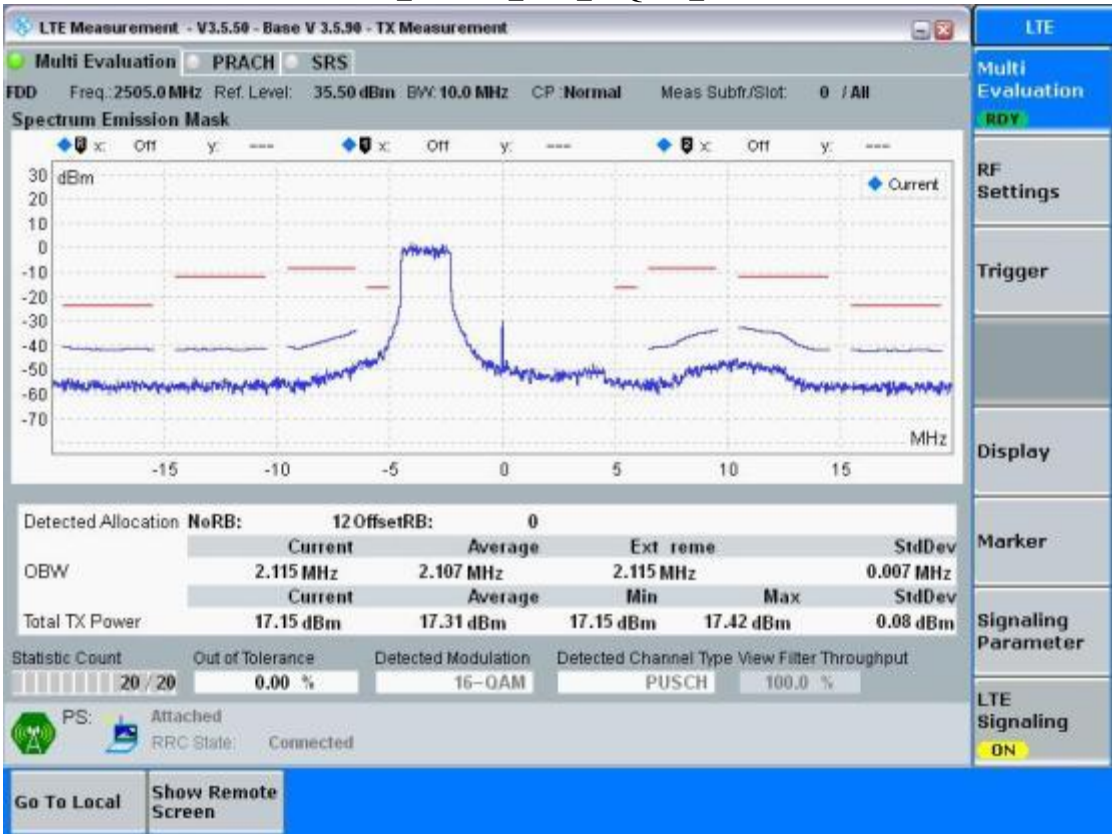 LTE Measurement - V3.5.50 - Base V 3.5.90 - TX Measurement
LTE
Multi Evaluation PRACH SRS
FDD Freq.:2505.0MHz Ref. Level: 35.50 dBm BW: 10.0 MHz CP :Normal Meas Subfr./Slot: 0 / All
Spectrum Emission Mask
x: Off y: --- x: Off y: --- x: Off y: ---
30 dBm
Current
20
10
0
-10
-20
-30
-40
-50
-60
-70
MHz
-15 -10 -5 0 5 10 15
Detected Allocation NoRB: 12 OffsetRB: 0
Current Average Ext reme StdDev
OBW 2.115 MHz 2.107 MHz 2.115 MHz 0.007 MHz
Current Average Min Max StdDev
Total TX Power 17.15 dBm 17.31 dBm 17.15 dBm 17.42 dBm 0.08 dBm
Statistic Count Out of Tolerance Detected Modulation Detected Channel Type View Filter Throughput
20 / 20 0.00 % 16-QAM PUSCH 100.0 %
PS: Attached
RRC State: Connected
Multi
Evaluation
RDY
RF
Settings
Trigger
Display
Marker
Signaling
Parameter
LTE
Signaling
ON
Go To Local
Show Remote
Screen